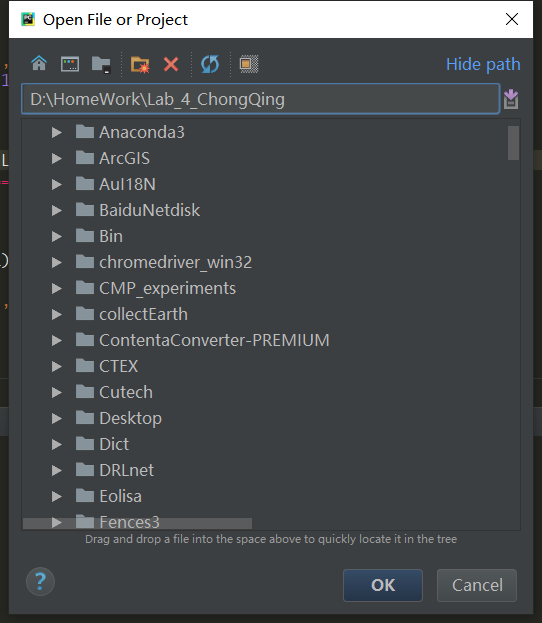 Open File or Project
Hide path
D:\HomeWork\Lab_4_ChongQing
Anaconda3
ArcGIS
AuI18N
BaiduNetdisk
Bin
chromedriver_win32
CMP_experiments
collectEarth
ContentaConverter-PREMIUM
CTEX
Cutech
Desktop
Dict
DRLnet
Eolisa
Fences3
Drag and drop a file into the space above to quickly locate it in the tree
?
OK
Cancel